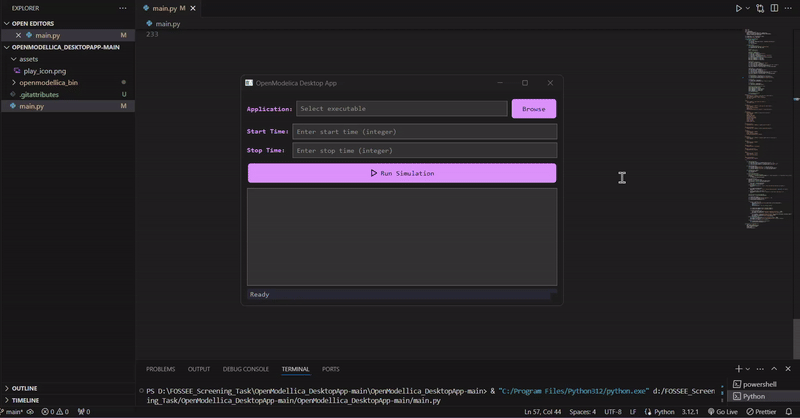 EXPLORER
OPEN EDITORS
main.py M
OPENMODELLICA_DESKTOPAPP-MAIN
assets
play_icon.png
openmodellica_bin
.gitattributes
main.py M
OUTLINE
TIMELINE
main.py M
main.py
233
OpenModelica Desktop App
Application: Select executable Browse
Start Time: Enter start time (integer)
Stop Time: Enter stop time (integer)
Run Simulation
Ready
PROBLEMS OUTPUT DEBUG CONSOLE TERMINAL PORTS
PS D:\FOSSEE_Screening_Task\OpenModellica_DesktopApp-main\OpenModellica_DesktopApp-main> & "C:/Program Files/Python312/python.exe" d:/FOSSEE_Screen
ing_Task/OpenModellica_DesktopApp-main/OpenModellica_DesktopApp-main/main.py
powershell
Python
main* 0 0 0 Ln 57, Col 44 Spaces: 4 UTF-8 LF Python 3.12.1 Go Live Prettier